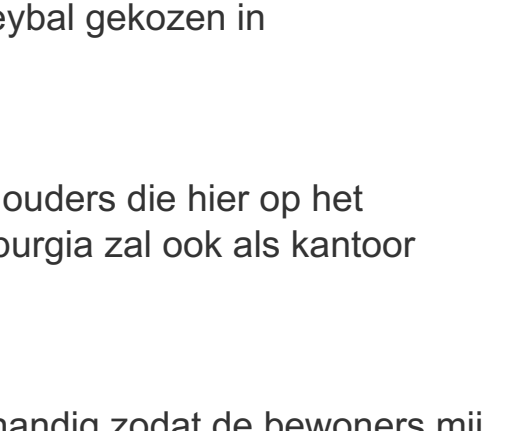 eybal gekozen in
ouders die hier op het
burgia zal ook als kantoor
handig zodat de bewoners mij